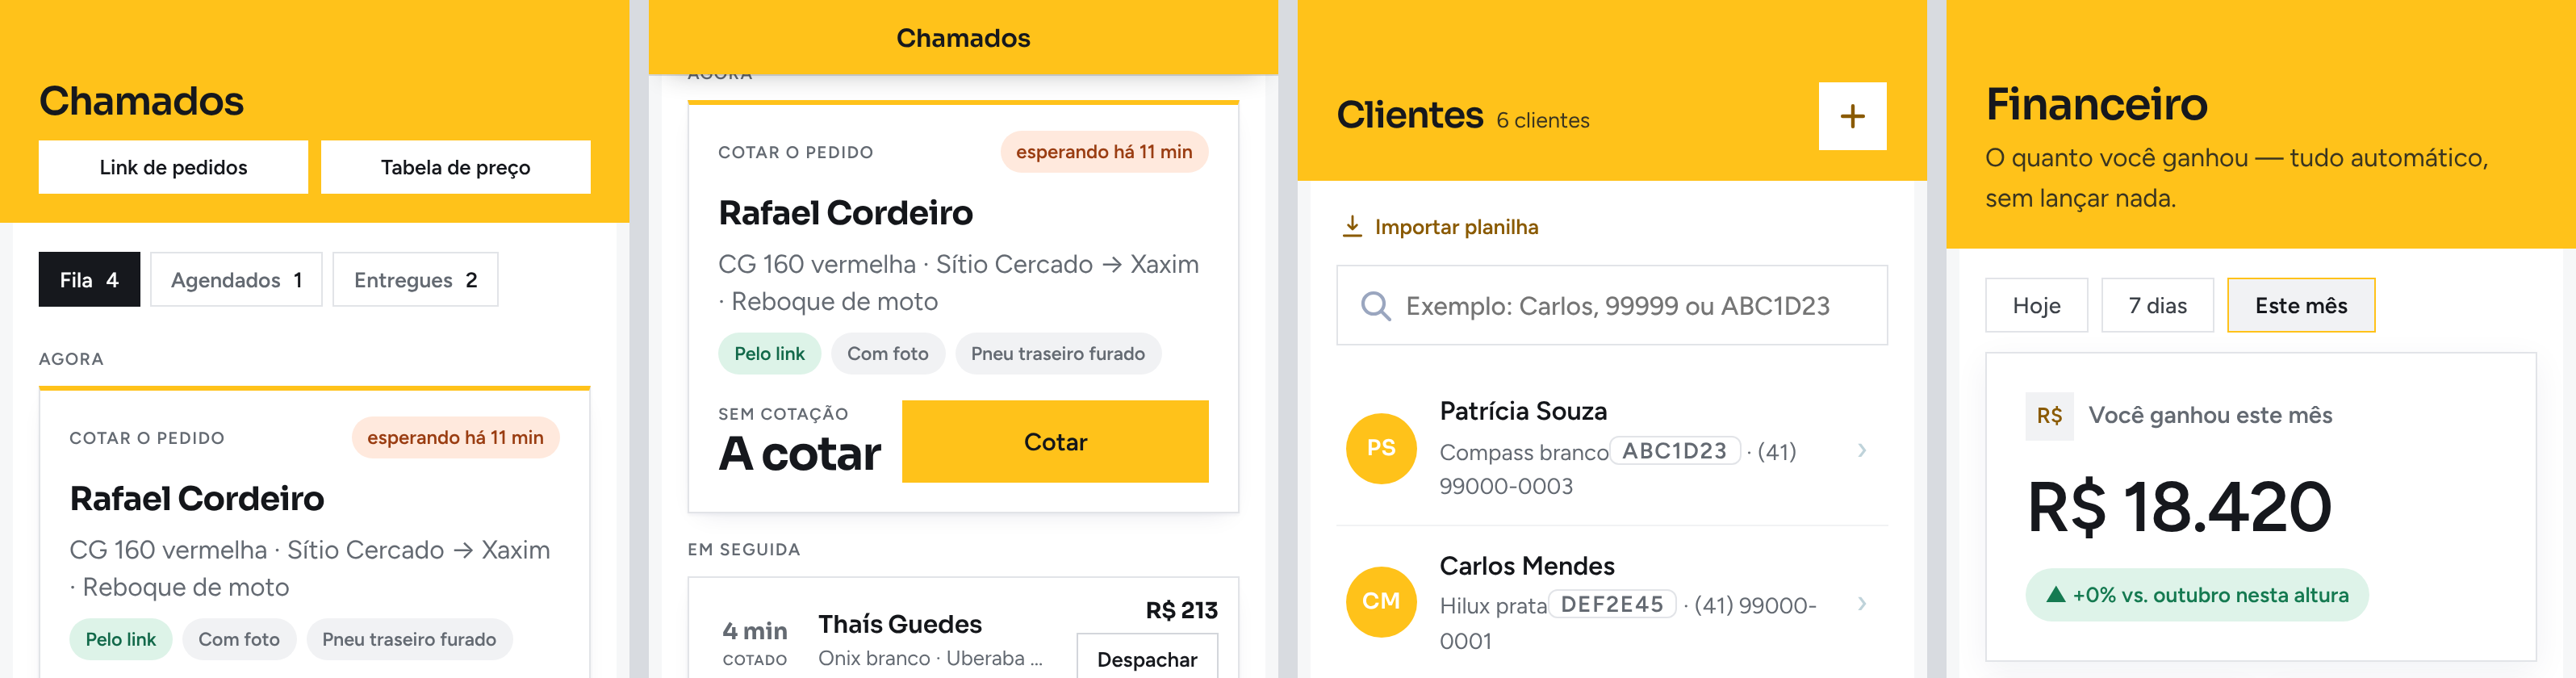 Chamados
Link de pedidos
Tabela de preço
Fila 4
Agendados 1
Entregues 2
AGORA
COTAR O PEDIDO
esperando há 11 min
Rafael Cordeiro
CG 160 vermelha · Sítio Cercado → Xaxim
· Reboque de moto
Pelo link
Com foto
Pneu traseiro furado
Chamados
AGORA
COTAR O PEDIDO
esperando há 11 min
Rafael Cordeiro
CG 160 vermelha · Sítio Cercado → Xaxim
· Reboque de moto
Pelo link
Com foto
Pneu traseiro furado
SEM COTAÇÃO
A cotar
Cotar
EM SEGUIDA
4 min
COTADO
Thaís Guedes
Onix branco · Uberaba ...
R$ 213
Despachar
Clientes 6 clientes
+
Importar planilha
Exemplo: Carlos, 99999 ou ABC1D23
PS
Patrícia Souza
Compass branco ABC1D23 · (41)
99000-0003
CM
Carlos Mendes
Hilux prata DEF2E45 · (41) 99000-
0001
Financeiro
O quanto você ganhou — tudo automático,
sem lançar nada.
Hoje
7 dias
Este mês
R$ Você ganhou este mês
R$ 18.420
▲ +0% vs. outubro nesta altura